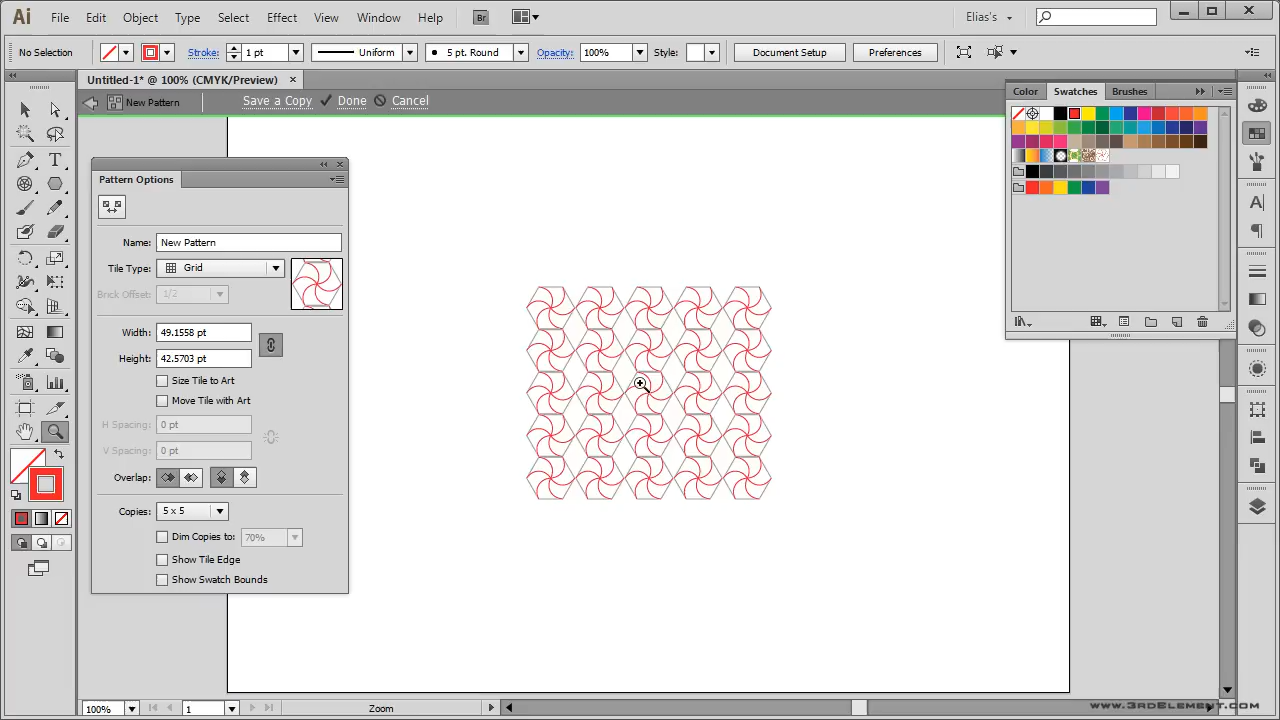 Ai File Edit Object Type Select Effect View Window Help Br Elias's
No Selection Stroke: 1 pt Uniform 5 pt. Round Opacity: 100% Style: Document Setup Preferences
Untitled-1* @ 100% (CMYK/Preview)
New Pattern Save a Copy Done Cancel
Color Swatches Brushes
Pattern Options
Name: New Pattern
Tile Type: Grid
Brick Offset: 1/2
Width: 49.1558 pt
Height: 42.5703 pt
Size Tile to Art
Move Tile with Art
H Spacing: 0 pt
V Spacing: 0 pt
Overlap:
Copies: 5 x 5
Dim Copies to: 70%
Show Tile Edge
Show Swatch Bounds
100% 1 Zoom
www.3rdElement.com